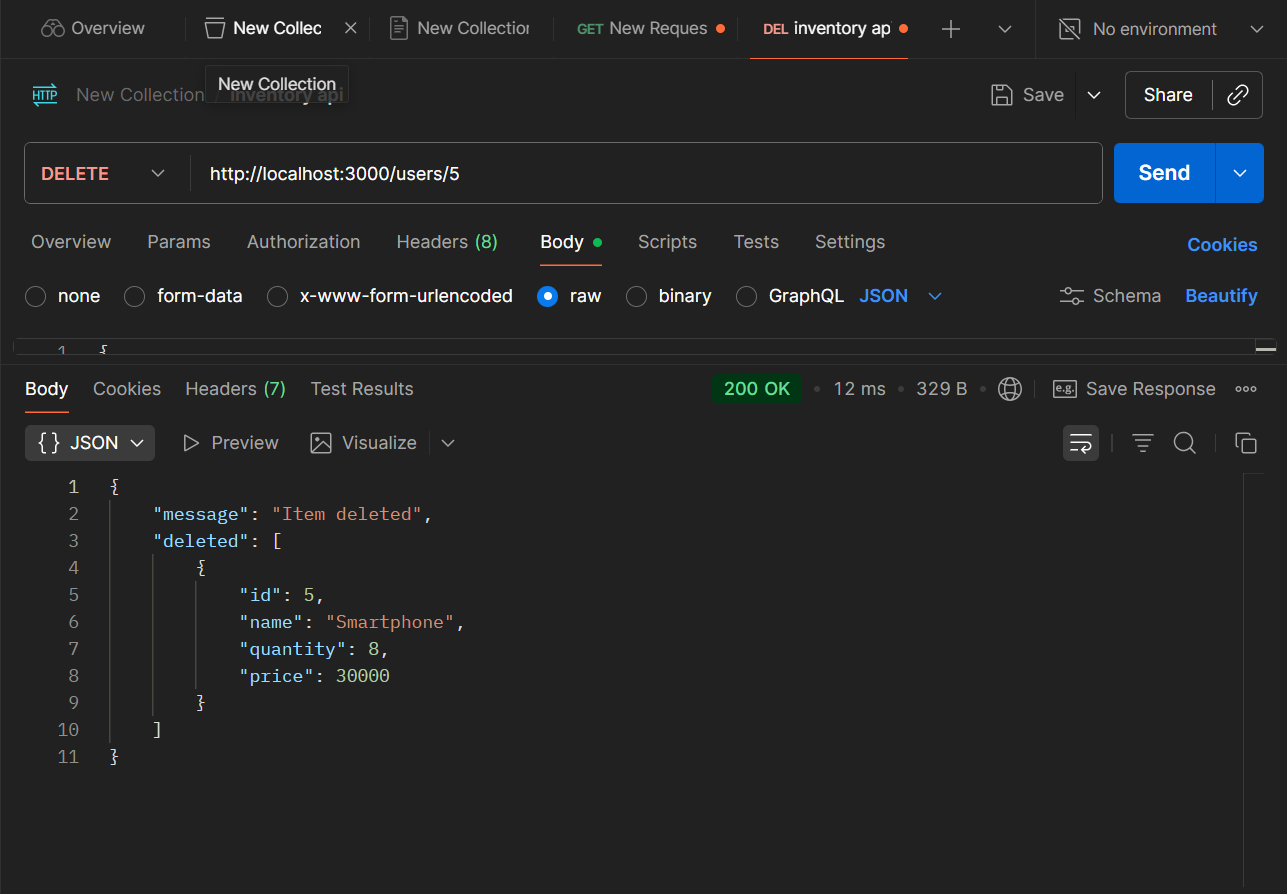 Overview New Collec New Collection GET New Reques DEL inventory ap No environment
New Collection
HTTP New Collection inventory api Save Share
DELETE http://localhost:3000/users/5 Send
Overview Params Authorization Headers (8) Body Scripts Tests Settings Cookies
none form-data x-www-form-urlencoded raw binary GraphQL JSON Schema Beautify
1 {
Body Cookies Headers (7) Test Results 200 OK • 12 ms • 329 B • e.g. Save Response
{} JSON Preview Visualize
1 {
2 "message": "Item deleted",
3 "deleted": [
4 {
5 "id": 5,
6 "name": "Smartphone",
7 "quantity": 8,
8 "price": 30000
9 }
10 ]
11 }